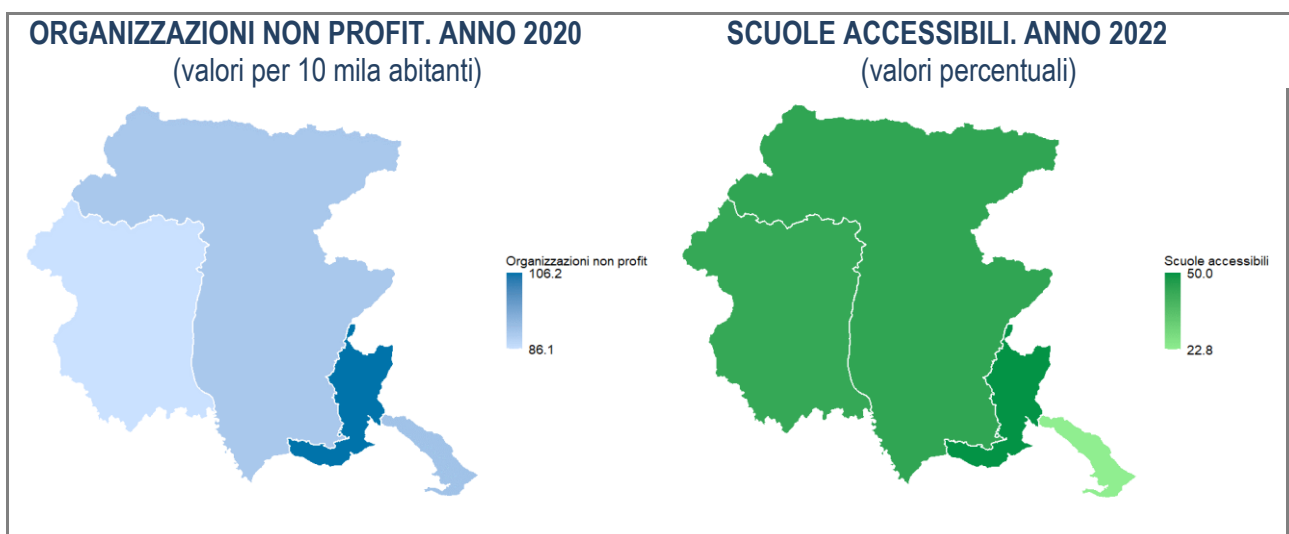 ORGANIZZAZIONI NON PROFIT. ANNO 2020
(valori per 10 mila abitanti)
Organizzazioni non profit
106.2
86.1
SCUOLE ACCESSIBILI. ANNO 2022
(valori percentuali)
Scuole accessibili
50.0
22.8